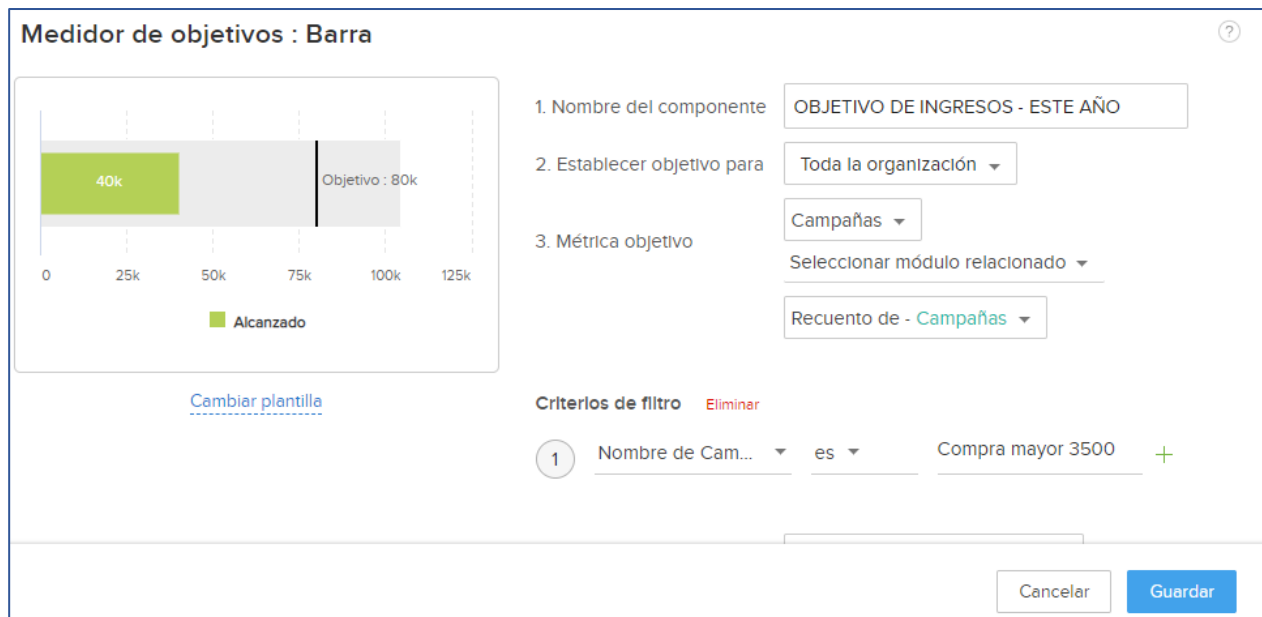 Medidor de objetivos : Barra
?
40k
Objetivo : 80k
0 25k 50k 75k 100k 125k
Alcanzado
Cambiar plantilla
1. Nombre del componente OBJETIVO DE INGRESOS - ESTE AÑO
2. Establecer objetivo para Toda la organización
3. Métrica objetivo Campañas
Seleccionar módulo relacionado
Recuento de - Campañas
Criterios de filtro Eliminar
1 Nombre de Cam... es Compra mayor 3500 +
Cancelar Guardar